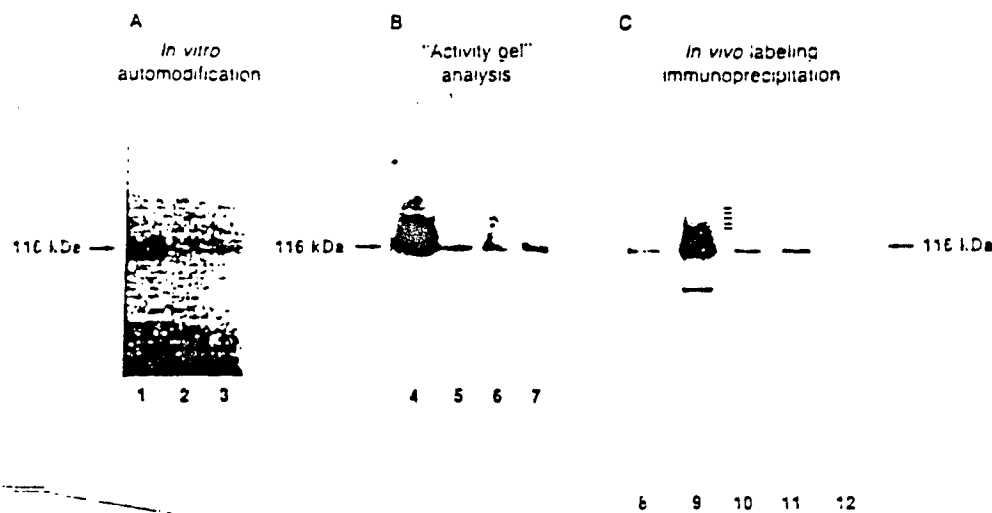 A
In vitro
automodification
B
"Activity gel"
analysis
C
In vivo labeling
immunoprecipitation
116 kDa
116 kDa
116 kDa
1 2 3
4 5 6 7
8 9 10 11 12